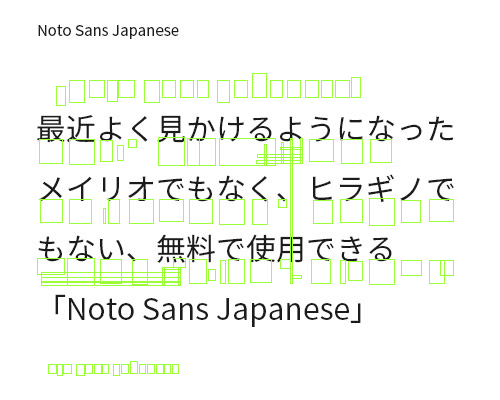 Noto Sans Japanese
最近よく見かけるようになった
メイリオでもなく、ヒラギノで
もない、無料で使用できる
「Noto Sans Japanese」